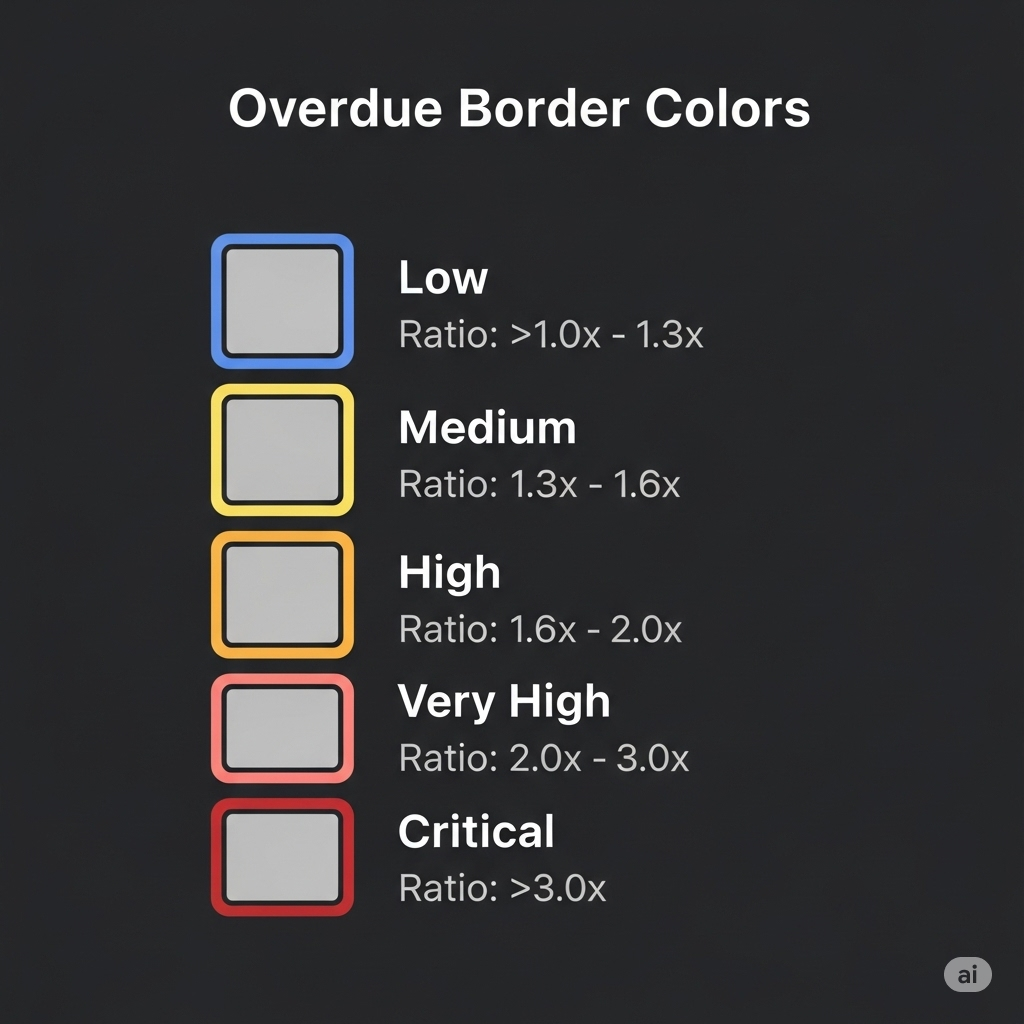 Overdue Border Colors
Low
Ratio: >1.0x - 1.3x
Medium
Ratio: 1.3x - 1.6x
High
Ratio: 1.6x - 2.0x
Very High
Ratio: 2.0x - 3.0x
Critical
Ratio: >3.0x
ai